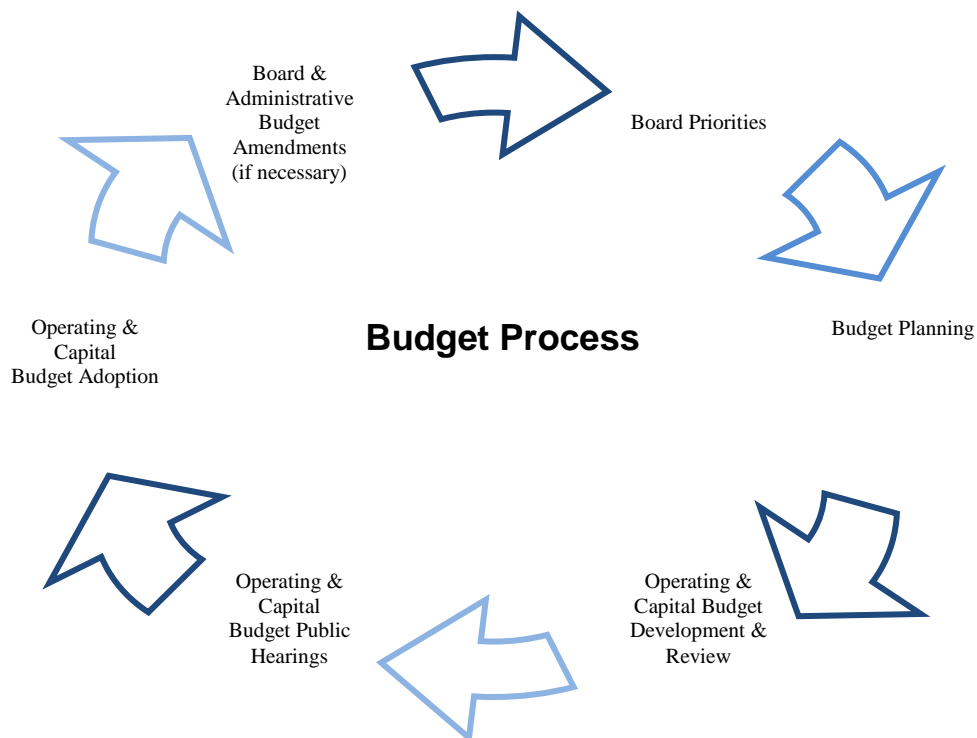 Board &
Administrative
Budget
Amendments
(if necessary)
Board Priorities
Budget Planning
Operating &
Capital Budget
Development &
Review
Operating &
Capital
Budget Public
Hearings
Operating &
Capital
Budget Adoption
Budget Process